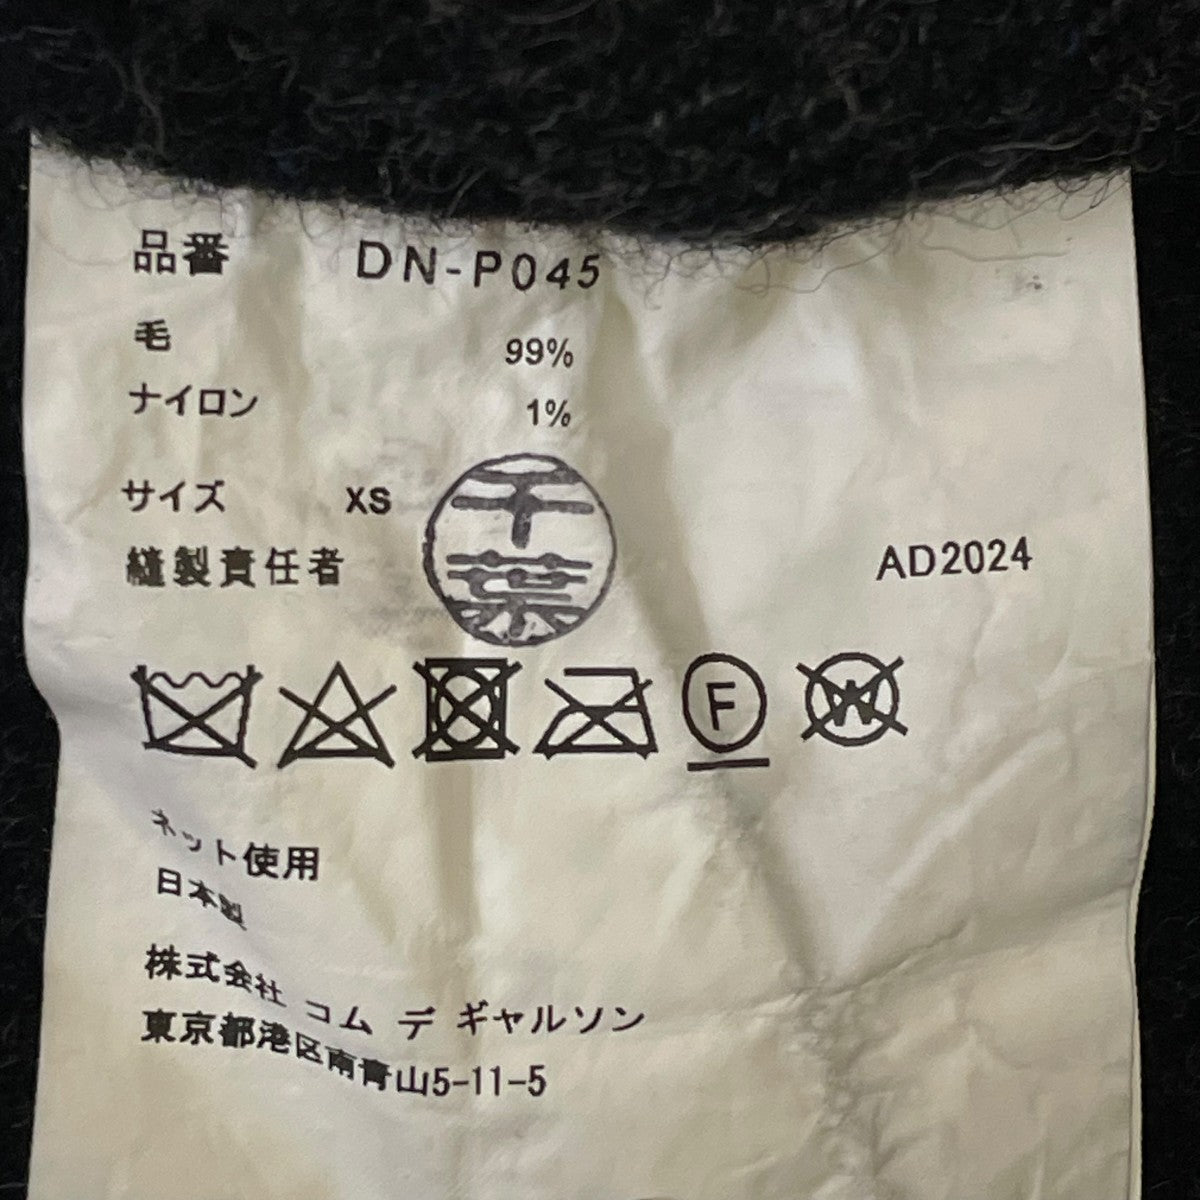 品番 DN-P045
毛 99%
ナイロン 1%
サイズ XS
縫製責任者 千葉
AD2024
F W
ネット使用
日本製
株式会社 コム デ ギャルソン
東京都港区南青山5-11-5